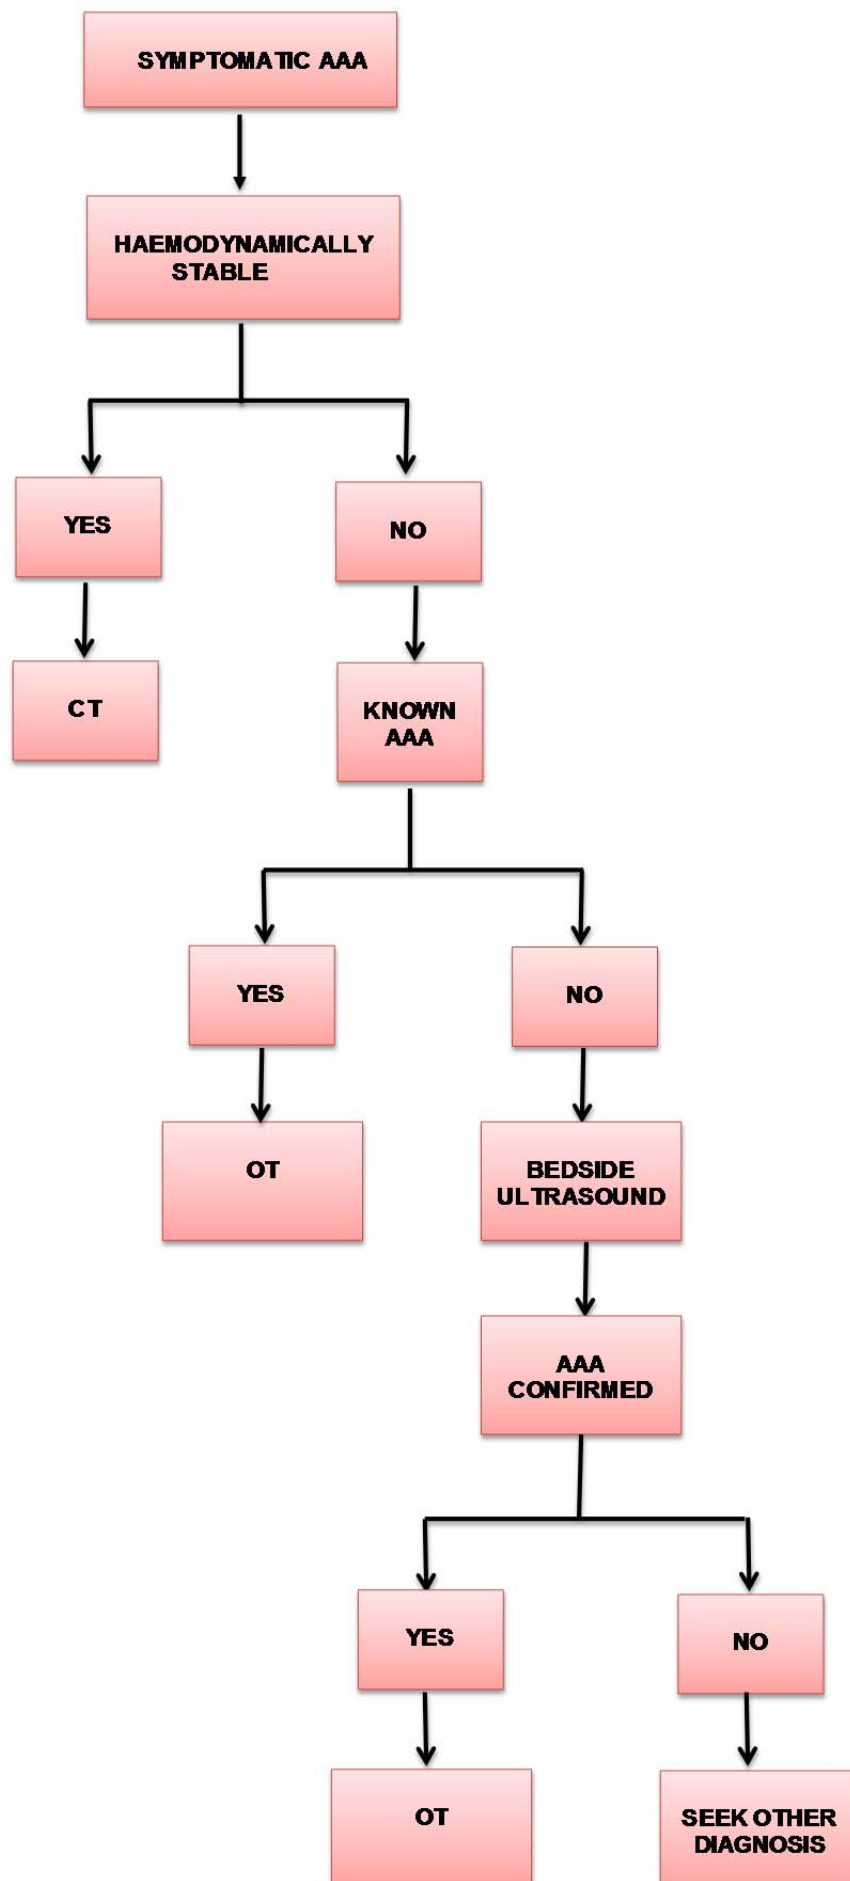 SYMPTOMATIC AAA
HAEMODYNAMICALLY
STABLE
YES
NO
CT
KNOWN
AAA
YES
NO
OT
BEDSIDE
ULTRASOUND
AAA
CONFIRMED
YES
NO
OT
SEEK OTHER
DIAGNOSIS